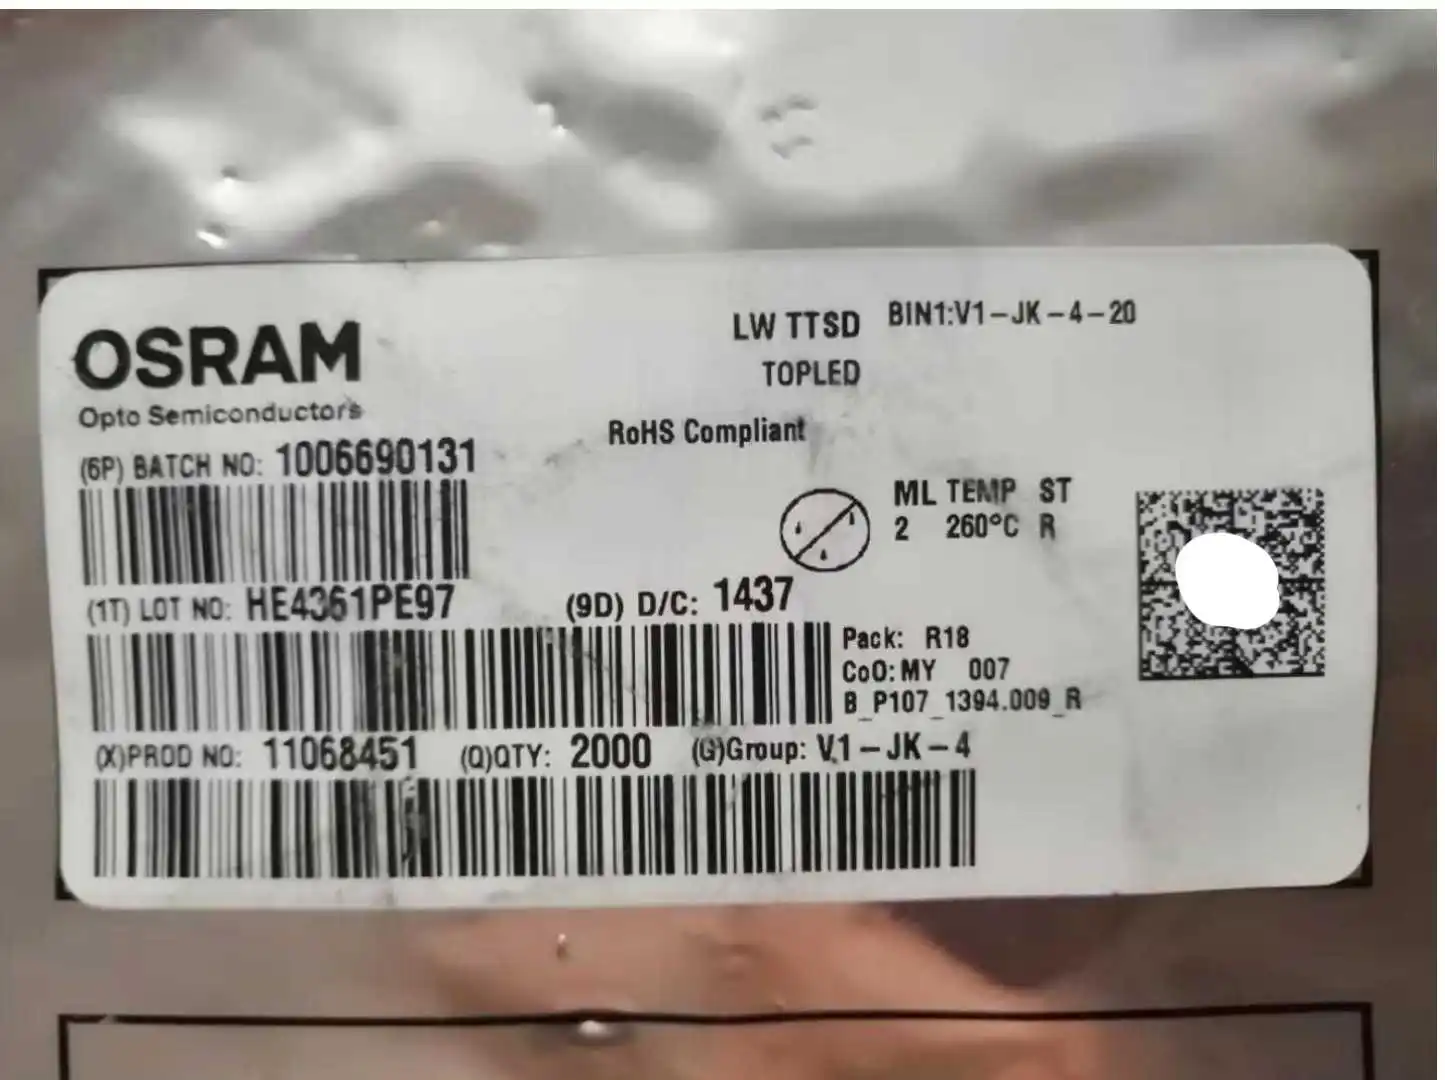 OSRAM
Opto Semiconductors
LW TTSD BIN1:V1-JK-4-20
TOPLED
RoHS Compliant
(6P) BATCH NO: 1006690131
ML TEMP ST
2 260°C R
(1T) LOT NO: HE4361PE97 (9D) D/C: 1437
Pack: R18
CoO: MY 007
B_P107_1394.009_R
(X)PROD NO: 11068451 (Q)QTY: 2000 (G)Group: V1-JK-4